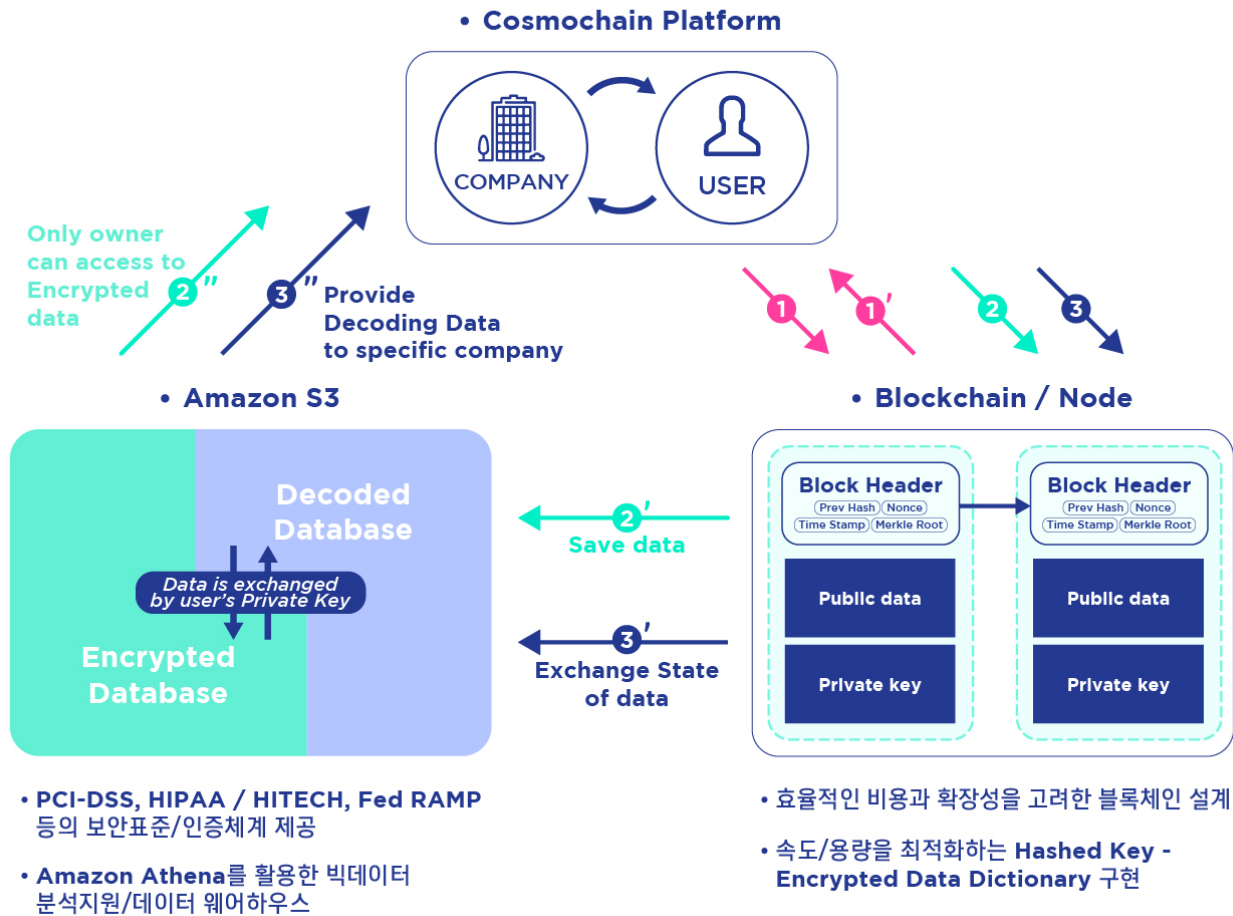 • Cosmochain Platform
COMPANY
USER
Only owner
can access to
Encrypted
data
2"
3"
Provide
Decoding Data
to specific company
1
1'
2
3
• Amazon S3
• Blockchain / Node
Decoded
Database
Data is exchanged
by user's Private Key
Encrypted
Database
2'
Save data
3'
Exchange State
of data
Block Header
Prev Hash Nonce
Time Stamp Merkle Root
Public data
Private key
Block Header
Prev Hash Nonce
Time Stamp Merkle Root
Public data
Private key
• PCI-DSS, HIPAA / HITECH, Fed RAMP
등의 보안표준/인증체계 제공
• Amazon Athena를 활용한 빅데이터
분석지원/데이터 웨어하우스
• 효율적인 비용과 확장성을 고려한 블록체인 설계
• 속도/용량을 최적화하는 Hashed Key -
Encrypted Data Dictionary 구현